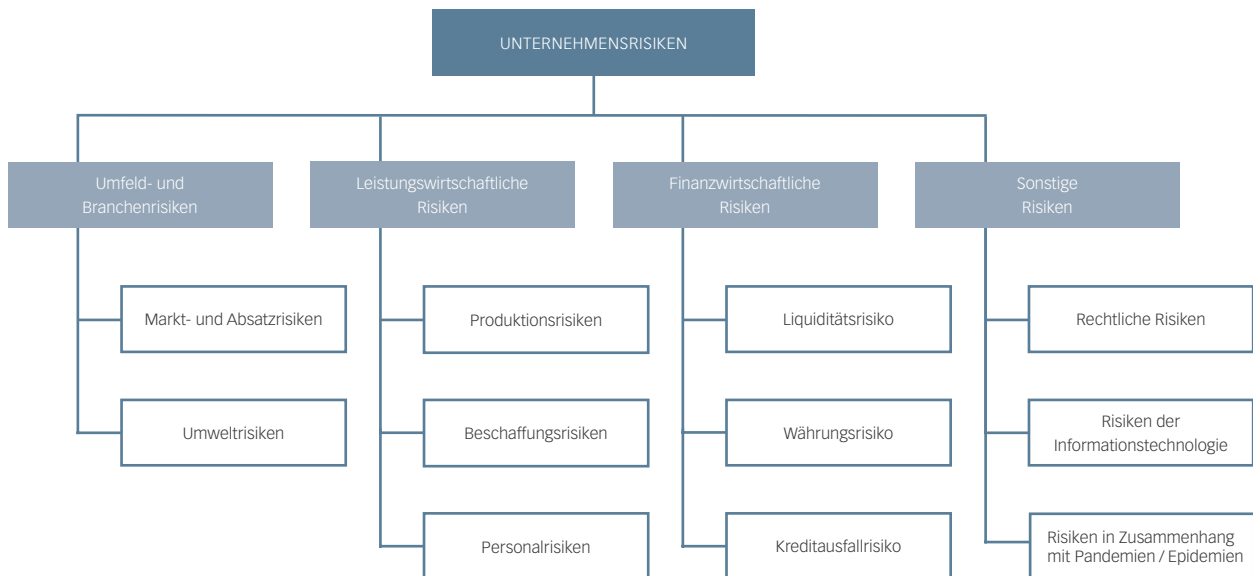 UNTERNEHMENSRISIKEN
Umfeld- und
Branchenrisiken
Leistungswirtschaftliche
Risiken
Finanzwirtschaftliche
Risiken
Sonstige
Risiken
Markt- und Absatzrisiken
Produktionsrisiken
Liquiditätsrisiko
Rechtliche Risiken
Umweltrisiken
Beschaffungsrisiken
Währungsrisiko
Risiken der
Informationstechnologie
Personalrisiken
Kreditausfallrisiko
Risiken in Zusammenhang
mit Pandemien / Epidemien